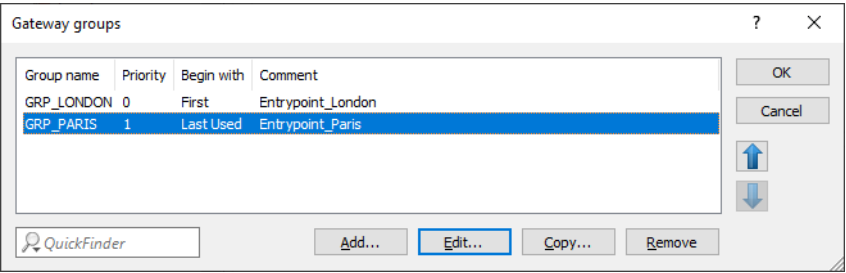 Gateway groups ?
Group name Priority Begin with Comment
GRP_LONDON 0 First Entrypoint_London
GRP_PARIS 1 Last Used Entrypoint_Paris
OK
Cancel
QuickFinder Add... Edit... Copy... Remove